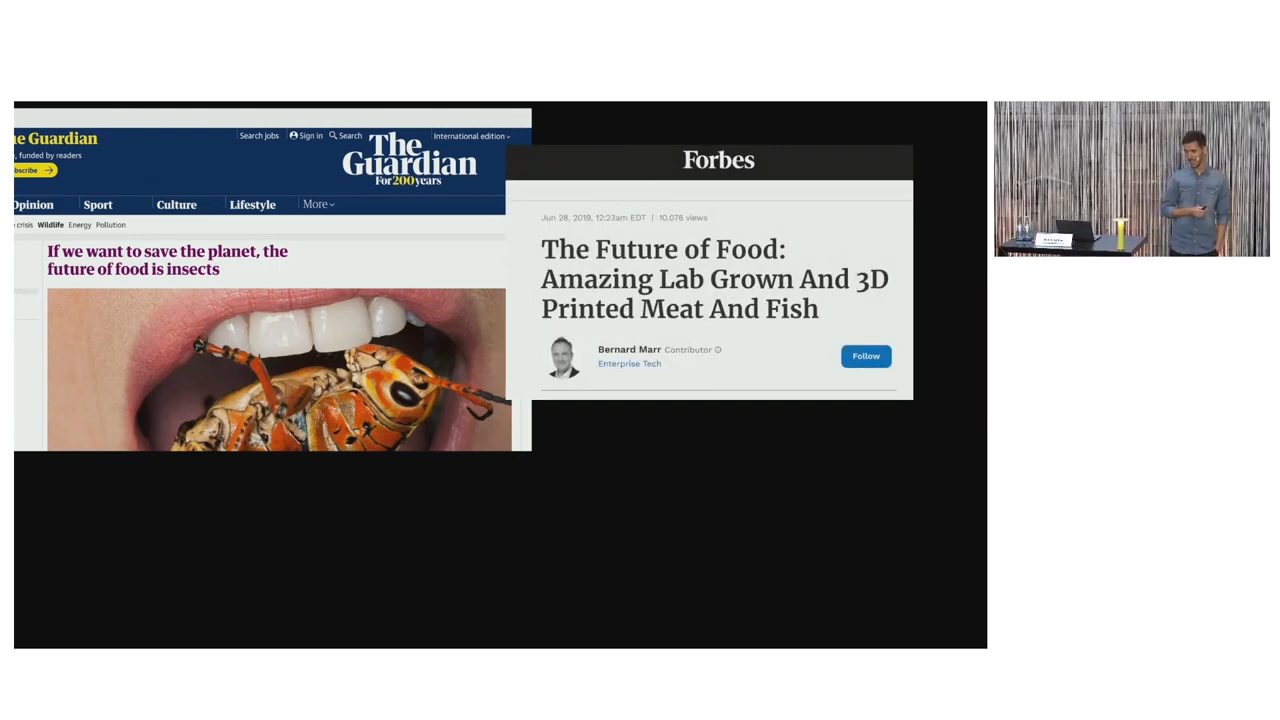 ie Guardian
, funded by readers
scribe →
Search jobs
Sign in
Search
International edition
The
Guardian
For 200 years
Opinion
Sport
Culture
Lifestyle
More
e crisis Wildlife Energy Pollution
If we want to save the planet, the
future of food is insects
Forbes
Jun 28, 2019, 12:23am EDT | 10.076 views
The Future of Food:
Amazing Lab Grown And 3D
Printed Meat And Fish
Bernard Marr Contributor
Enterprise Tech
Follow